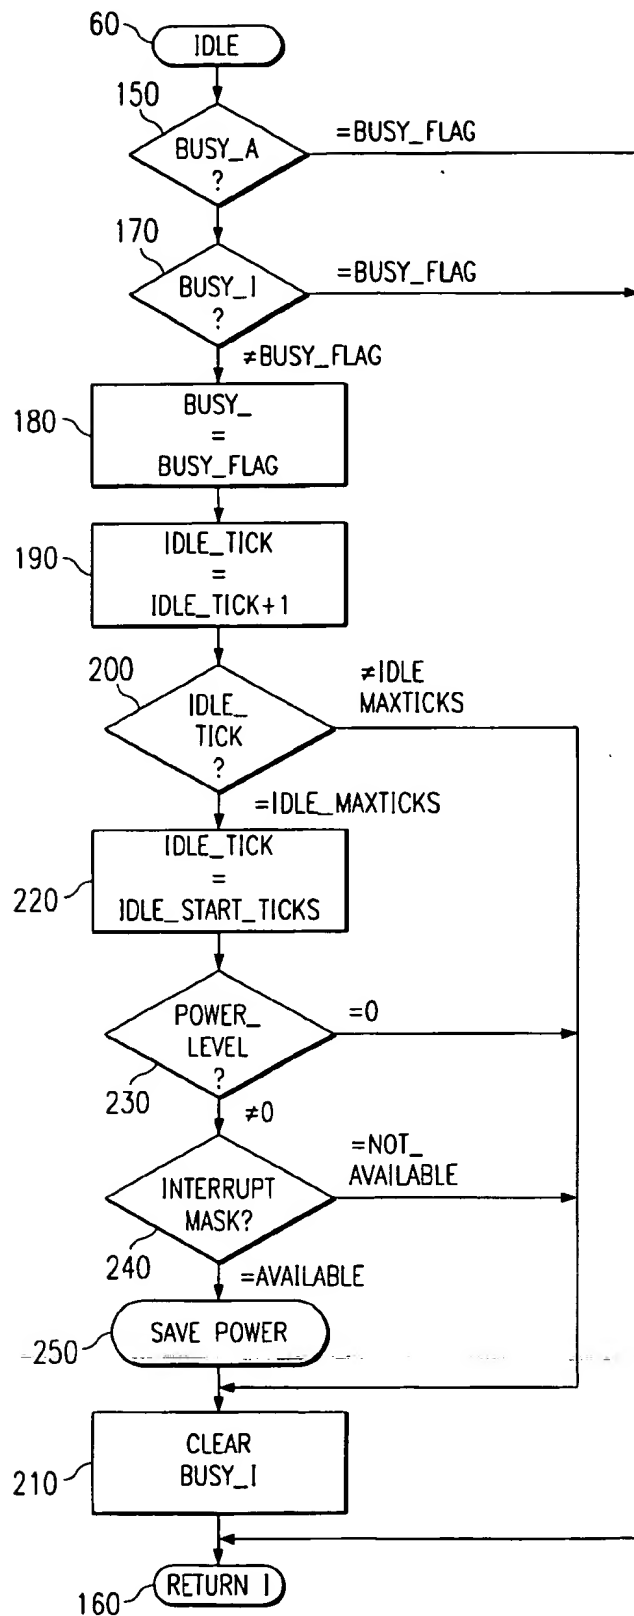 60
IDLE
150
=BUSY_FLAG
BUSY_A
?
170
=BUSY_FLAG
BUSY_I
?
≠BUSY_FLAG
180
BUSY_
=
BUSY_FLAG
190
IDLE_TICK
=
IDLE_TICK+1
200
≠IDLE
MAXTICKS
IDLE_
TICK
?
=IDLE_MAXTICKS
220
IDLE_TICK
=
IDLE_START_TICKS
POWER_
LEVEL
?
=0
230
≠0
=NOT_
AVAILABLE
INTERRUPT
MASK?
240
=AVAILABLE
250
SAVE POWER
210
CLEAR
BUSY_I
160
RETURN I